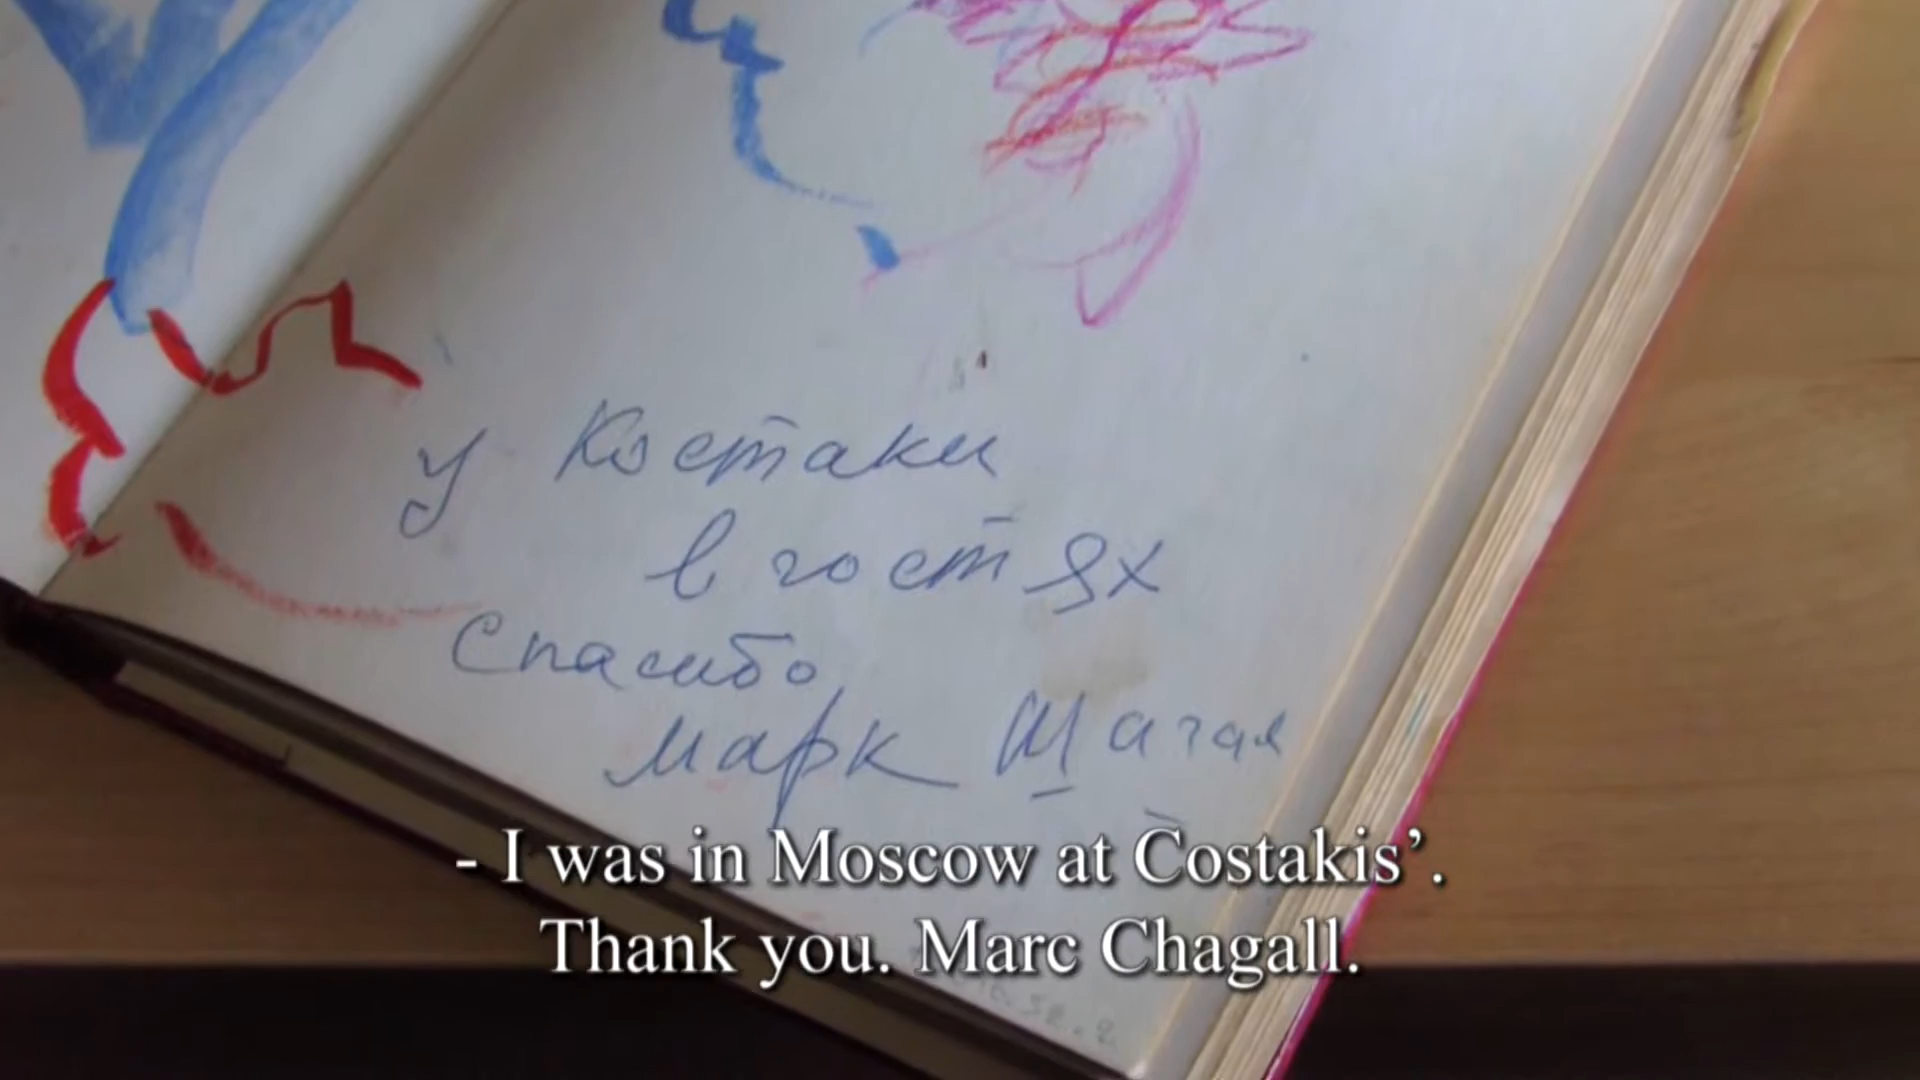 у Костаки
в гостях
Спасибо
Марк Шагал
- I was in Moscow at Costakis’.
Thank you. Marc Chagall.